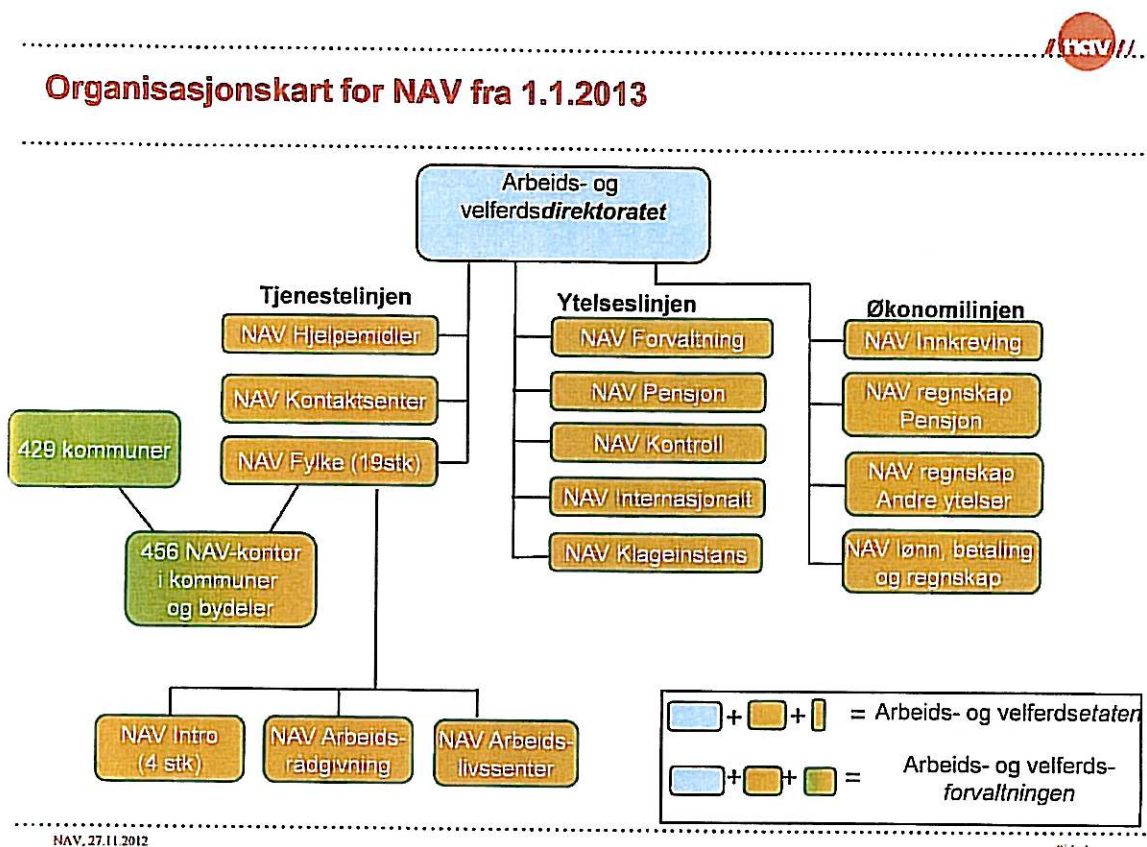 nav
Organisasjonskart for NAV fra 1.1.2013
Arbeids- og
velferdsdirektoratet
Tjenestelinjen
NAV Hjelpemidler
NAV Kontaktsenter
NAV Fylke (19stk)
429 kommuner
456 NAV-kontor
i kommuner
og bydeler
NAV Intro
(4 stk)
NAV Arbeids-
rådgivning
NAV Arbeids-
livssenter
Ytelseslinjen
NAV Forvaltning
NAV Pensjon
NAV Kontroll
NAV Internasjonalt
NAV Klageinstans
Økonomilinjen
NAV Innkreving
NAV regnskap
Pensjon
NAV regnskap
Andre ytelser
NAV lønn, betaling
og regnskap
+ + = Arbeids- og velferdsetaten
+ + = Arbeids- og velferds-
forvaltningen
NAV, 27.11.2012